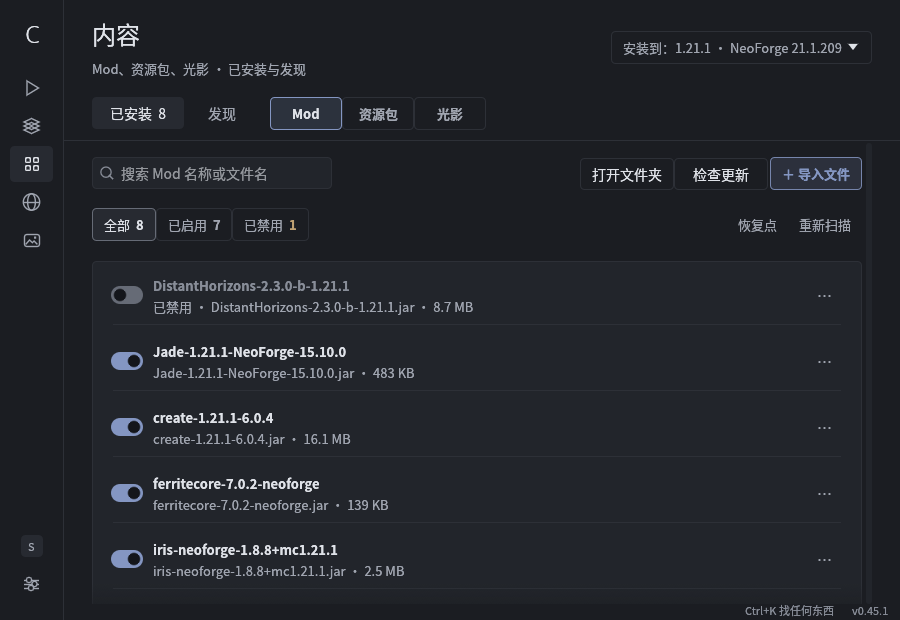 C
内容
Mod、资源包、光影 • 已安装与发现
安装到：1.21.1 • NeoForge 21.1.209
已安装 8
发现
Mod
资源包
光影
搜索 Mod 名称或文件名
打开文件夹
检查更新
+ 导入文件
全部 8
已启用 7
已禁用 1
恢复点
重新扫描
DistantHorizons-2.3.0-b-1.21.1
已禁用 • DistantHorizons-2.3.0-b-1.21.1.jar • 8.7 MB
Jade-1.21.1-NeoForge-15.10.0
Jade-1.21.1-NeoForge-15.10.0.jar • 483 KB
create-1.21.1-6.0.4
create-1.21.1-6.0.4.jar • 16.1 MB
ferritecore-7.0.2-neoforge
ferritecore-7.0.2-neoforge.jar • 139 KB
iris-neoforge-1.8.8+mc1.21.1
iris-neoforge-1.8.8+mc1.21.1.jar • 2.5 MB
S
Ctrl+K 找任何东西
v0.45.1